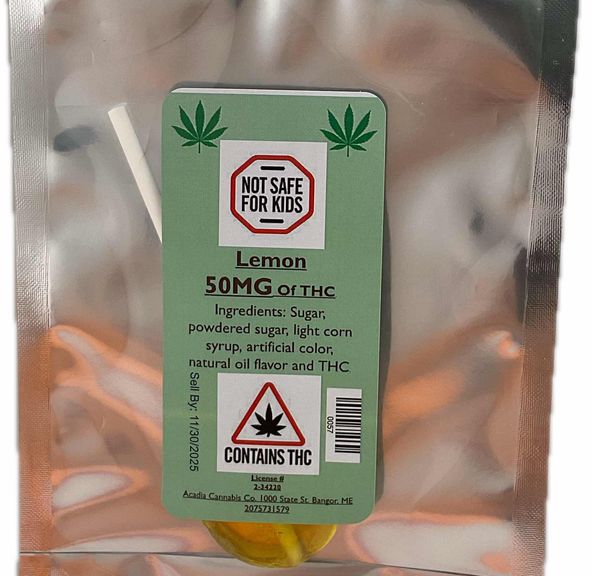 NOT SAFE
FOR KIDS
Lemon
50MG Of THC
Ingredients: Sugar,
powdered sugar, light corn
syrup, artificial color,
natural oil flavor and THC
Sell By: 11/30/2025
0057
CONTAINS THC
License #
2-34220
Acadia Cannabis Co. 1000 State St. Bangor, ME
2075731579